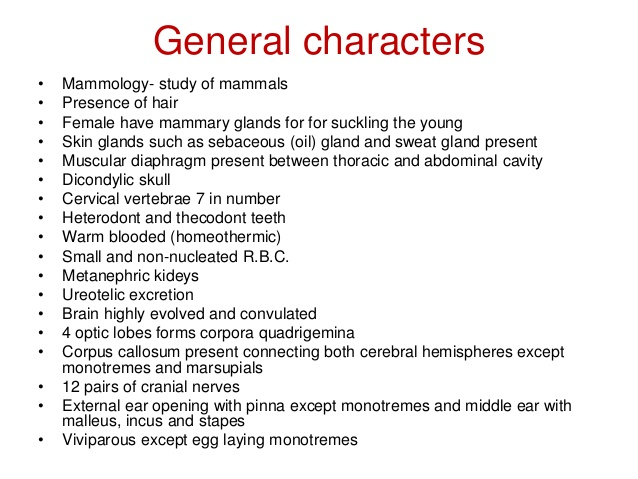 General characters
• Mammology- study of mammals
• Presence of hair
• Female have mammary glands for for suckling the young
• Skin glands such as sebaceous (oil) gland and sweat gland present
• Muscular diaphragm present between thoracic and abdominal cavity
• Dicondylic skull
• Cervical vertebrae 7 in number
• Heterodont and thecodont teeth
• Warm blooded (homeothermic)
• Small and non-nucleated R.B.C.
• Metanephric kideys
• Ureotelic excretion
• Brain highly evolved and convulated
• 4 optic lobes forms corpora quadrigemina
• Corpus callosum present connecting both cerebral hemispheres except
monotremes and marsupials
• 12 pairs of cranial nerves
• External ear opening with pinna except monotremes and middle ear with
malleus, incus and stapes
• Viviparous except egg laying monotremes